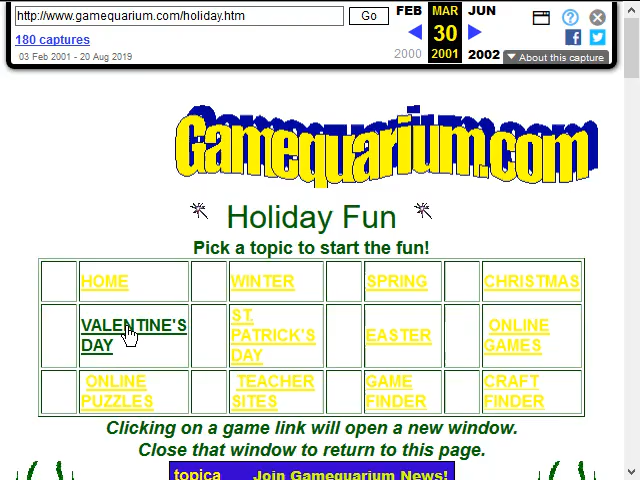 http://www.gamequarium.com/holiday.htm Go FEB MAR JUN
180 captures 30
03 Feb 2001 - 20 Aug 2019 2000 2001 2002 About this capture
Gamequarium.com
Holiday Fun
Pick a topic to start the fun!
HOME WINTER SPRING CHRISTMAS
VALENTINE'S DAY ST. PATRICK'S DAY EASTER ONLINE GAMES
ONLINE PUZZLES TEACHER SITES GAME FINDER CRAFT FINDER
Clicking on a game link will open a new window.
Close that window to return to this page.
topica Join Gamequarium News!